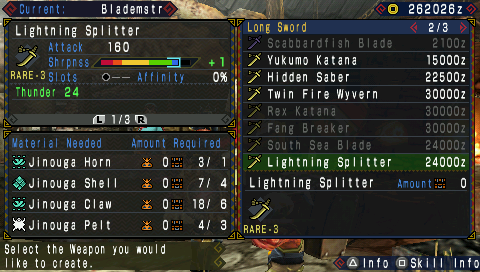 Current: Blademstr
262026z
Lightning Splitter
Attack 160
Shrpnss +1
RARE-3 Slots --- Affinity 0%
Thunder 24
L 1/3 R
Material Needed Amount Required
Jinouga Horn 0 3/ 1
Jinouga Shell 0 7/ 4
Jinouga Claw 0 18/ 6
Jinouga Pelt 0 4/ 3
Select the Weapon you would
like to create.
Long Sword 2/3
Scabbardfish Blade 2100z
Yukumo Katana 15000z
Hidden Saber 22500z
Twin Fire Wyvern 30000z
Rex Katana 30000z
Fang Breaker 30000z
South Sea Blade 24000z
Lightning Splitter 24000z
Lightning Splitter Amount 0
RARE-3
Info Skill Info